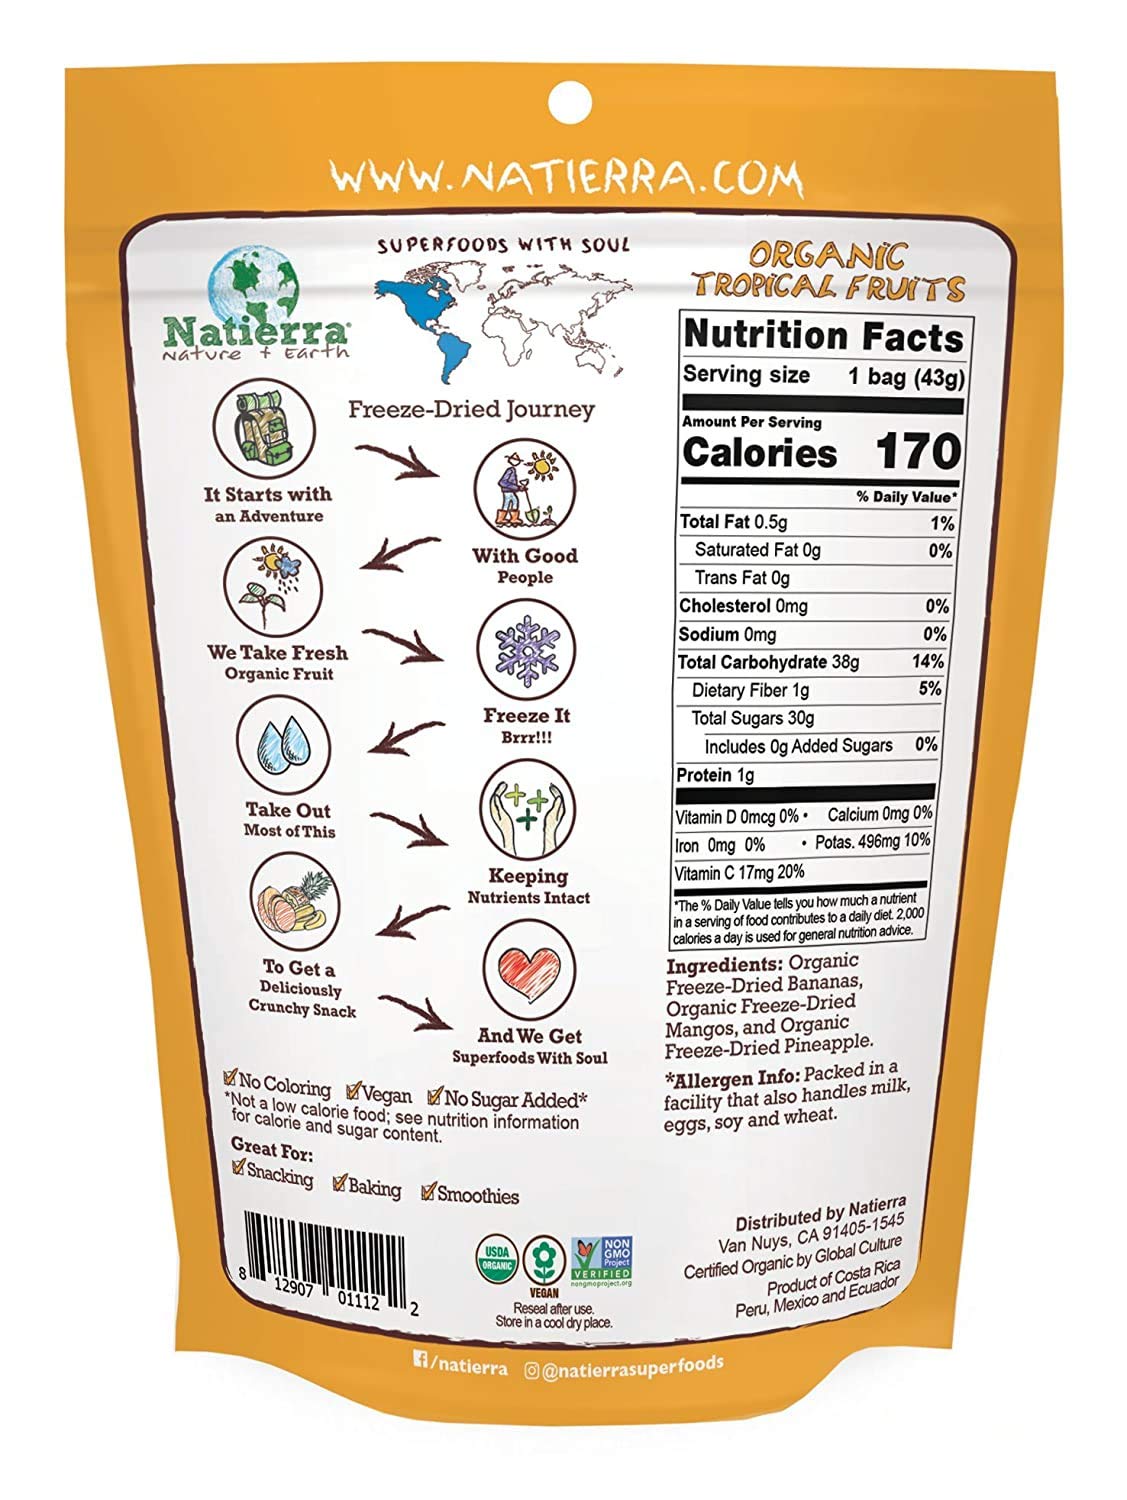 WWW.NATIERRA.COM
Natierra®
Nature + Earth
SUPERFOODS WITH SOUL
Freeze-Dried Journey
It Starts with
an Adventure
With Good
People
We Take Fresh
Organic Fruit
Freeze It
Brrr!!!
Take Out
Most of This
Keeping
Nutrients Intact
To Get a
Deliciously
Crunchy Snack
And We Get
Superfoods With Soul
No Coloring Vegan No Sugar Added*
*Not a low calorie food; see nutrition information
for calorie and sugar content.
Great For:
Snacking Baking Smoothies
8 12907 01112 2
USDA
ORGANIC
VEGAN
NON
GMO
Project
VERIFIED
nongmoproject.org
Reseal after use.
Store in a cool dry place.
ORGANIC
TROPICAL FRUITS
Nutrition Facts
Serving size 1 bag (43g)
Amount Per Serving
Calories 170
% Daily Value*
Total Fat 0.5g 1%
Saturated Fat 0g 0%
Trans Fat 0g
Cholesterol 0mg 0%
Sodium 0mg 0%
Total Carbohydrate 38g 14%
Dietary Fiber 1g 5%
Total Sugars 30g
Includes 0g Added Sugars 0%
Protein 1g
Vitamin D 0mcg 0% • Calcium 0mg 0%
Iron 0mg 0% • Potas. 496mg 10%
Vitamin C 17mg 20%
*The % Daily Value tells you how much a nutrient
in a serving of food contributes to a daily diet. 2,000
calories a day is used for general nutrition advice.
Ingredients: Organic
Freeze-Dried Bananas,
Organic Freeze-Dried
Mangos, and Organic
Freeze-Dried Pineapple.
*Allergen Info: Packed in a
facility that also handles milk,
eggs, soy and wheat.
Distributed by Natierra
Van Nuys, CA 91405-1545
Certified Organic by Global Culture
Product of Costa Rica
Peru, Mexico and Ecuador
/natierra @natierrasuperfoods